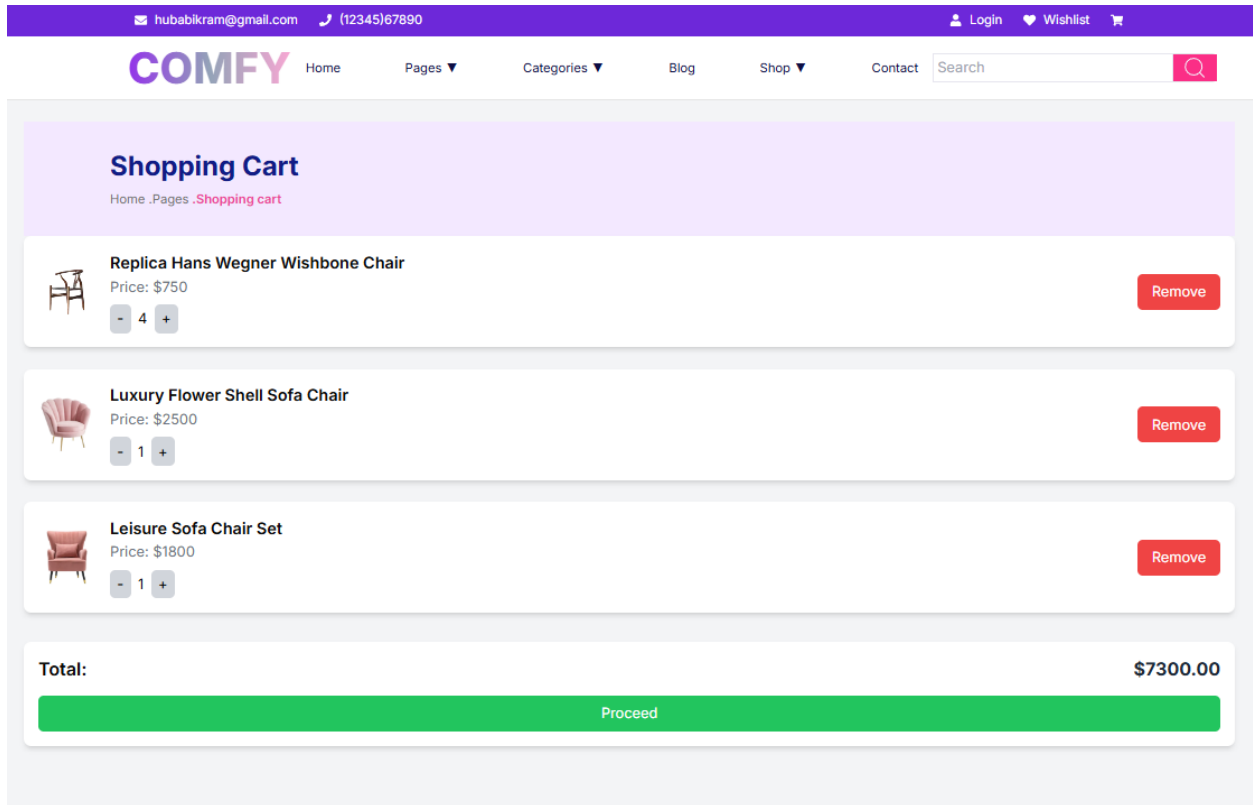 hubabikram@gmail.com (12345)67890 Login Wishlist
COMFY Home Pages ▼ Categories ▼ Blog Shop ▼ Contact Search
Shopping Cart
Home .Pages .Shopping cart
Replica Hans Wegner Wishbone Chair
Price: $750
- 4 +
Remove
Luxury Flower Shell Sofa Chair
Price: $2500
- 1 +
Remove
Leisure Sofa Chair Set
Price: $1800
- 1 +
Remove
Total: $7300.00
Proceed